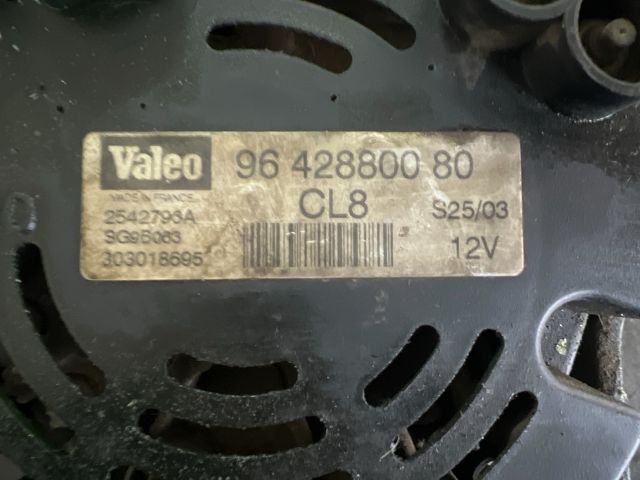 Valeo 96 428800 80
MADE IN FRANCE CL8 S25/03
2542796A
SG9B063 12V
303018695